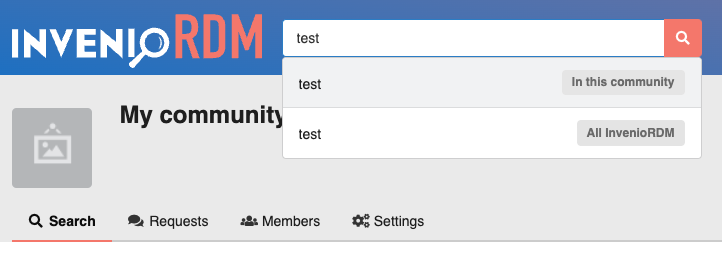 INVENIO RDM
test
test In this community
My community
test All InvenioRDM
Search Requests Members Settings